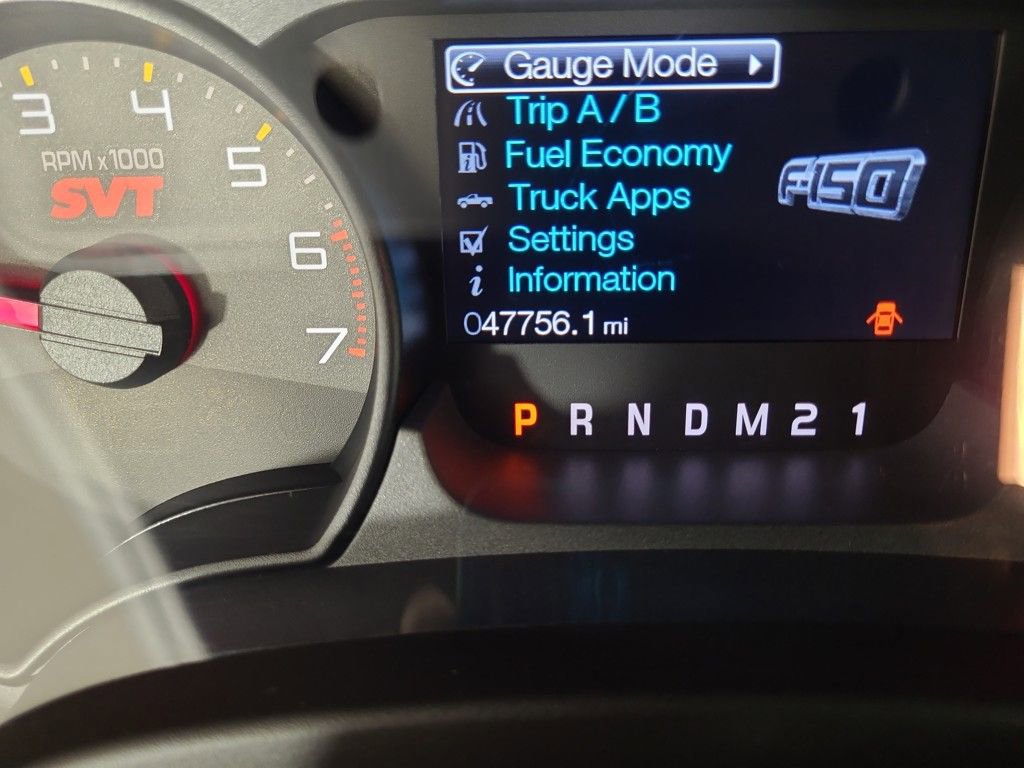 3
4
5
6
7
RPM x1000
SVT
Gauge Mode
Trip A / B
Fuel Economy
Truck Apps
Settings
Information
F-150
047756.1 mi
P R N D M 2 1